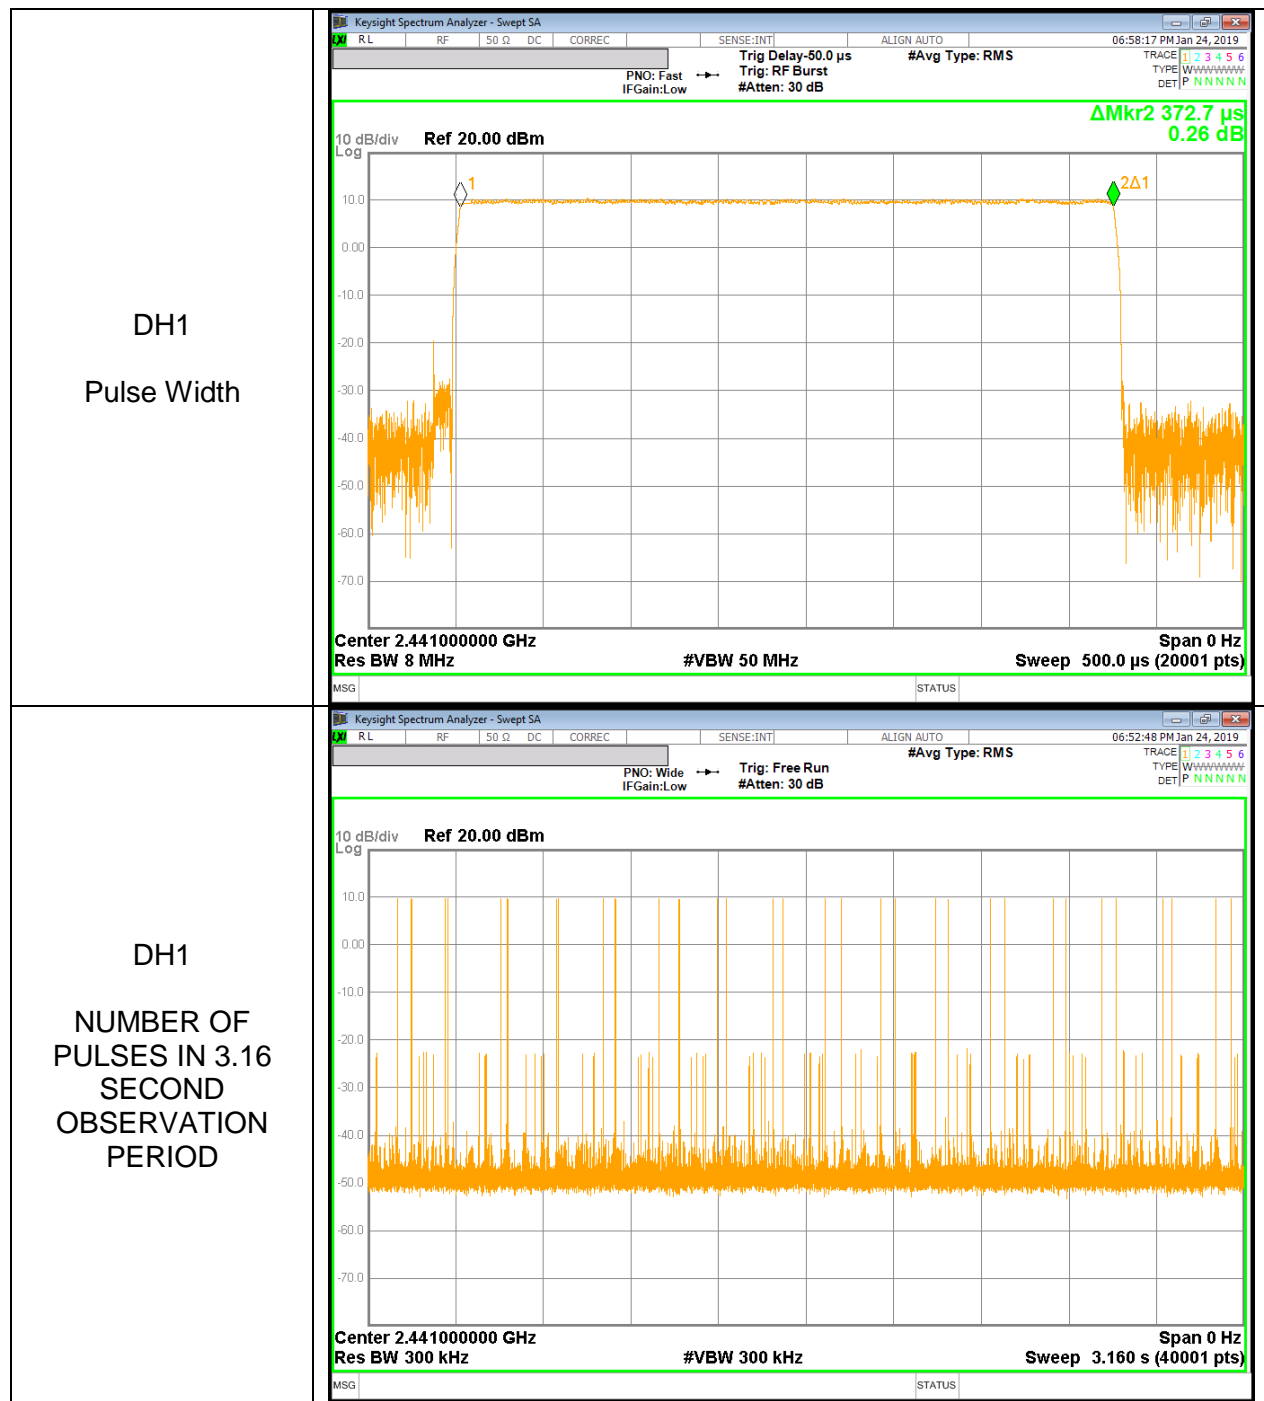 DH1
Pulse Width
Keysight Spectrum Analyzer - Swept SA
LXI RL RF 50 Ω DC CORREC SENSE:INT ALIGN AUTO 06:58:17 PM Jan 24, 2019
Trig Delay-50.0 µs #Avg Type: RMS TRACE 1 2 3 4 5 6
PNO: Fast Trig: RF Burst TYPE WWWWWW
IFGain:Low #Atten: 30 dB DET P N N N N N
ΔMkr2 372.7 µs
0.26 dB
10 dB/div Ref 20.00 dBm
Log
1 2Δ1
10.0
0.00
-10.0
-20.0
-30.0
-40.0
-50.0
-60.0
-70.0
Center 2.441000000 GHz Span 0 Hz
Res BW 8 MHz #VBW 50 MHz Sweep 500.0 µs (20001 pts)
MSG STATUS
DH1
NUMBER OF
PULSES IN 3.16
SECOND
OBSERVATION
PERIOD
Keysight Spectrum Analyzer - Swept SA
LXI RL RF 50 Ω DC CORREC SENSE:INT ALIGN AUTO 06:52:48 PM Jan 24, 2019
#Avg Type: RMS TRACE 1 2 3 4 5 6
PNO: Wide Trig: Free Run TYPE WWWWWW
IFGain:Low #Atten: 30 dB DET P N N N N N
10 dB/div Ref 20.00 dBm
Log
10.0
0.00
-10.0
-20.0
-30.0
-40.0
-50.0
-60.0
-70.0
Center 2.441000000 GHz Span 0 Hz
Res BW 300 kHz #VBW 300 kHz Sweep 3.160 s (40001 pts)
MSG STATUS